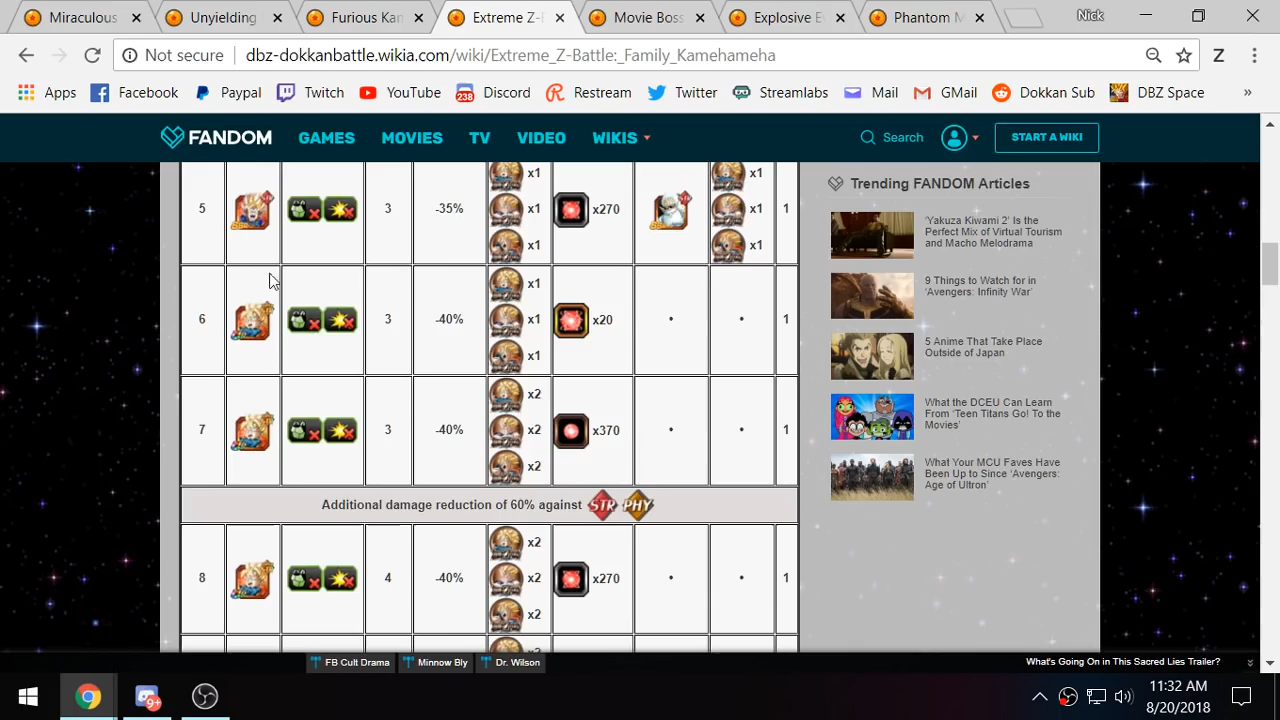 Miraculous
Unyielding
Furious Kan
Extreme Z-B
Movie Boss
Explosive E
Phantom M
Nick
Not secure
dbz-dokkanbattle.wikia.com/wiki/Extreme_Z-Battle:_Family_Kamehameha
Z
Apps
Facebook
Paypal
Twitch
YouTube
238
Discord
Restream
Twitter
Streamlabs
Mail
GMail
Dokkan Sub
DBZ Space
»
FANDOM
GAMES
MOVIES
TV
VIDEO
WIKIS
Search
START A WIKI
5 3 -35% x1 x270 x1 1
x1 x1
x1 x1
6 3 -40% x1 x20 • • 1
x1
x1
7 3 -40% x2 x370 • • 1
x2
x2
Additional damage reduction of 60% against STR PHY
8 4 -40% x2 x270 • • 1
x2
x2
Trending FANDOM Articles
'Yakuza Kiwami 2' Is the
Perfect Mix of Virtual Tourism
and Macho Melodrama
9 Things to Watch for in
'Avengers: Infinity War'
5 Anime That Take Place
Outside of Japan
What the DCEU Can Learn
From 'Teen Titans Go! To the
Movies'
What Your MCU Faves Have
Been Up to Since 'Avengers:
Age of Ultron'
FB Cult Drama
Minnow Bly
Dr. Wilson
What's Going On in This Sacred Lies Trailer?
9+
11:32 AM
8/20/2018